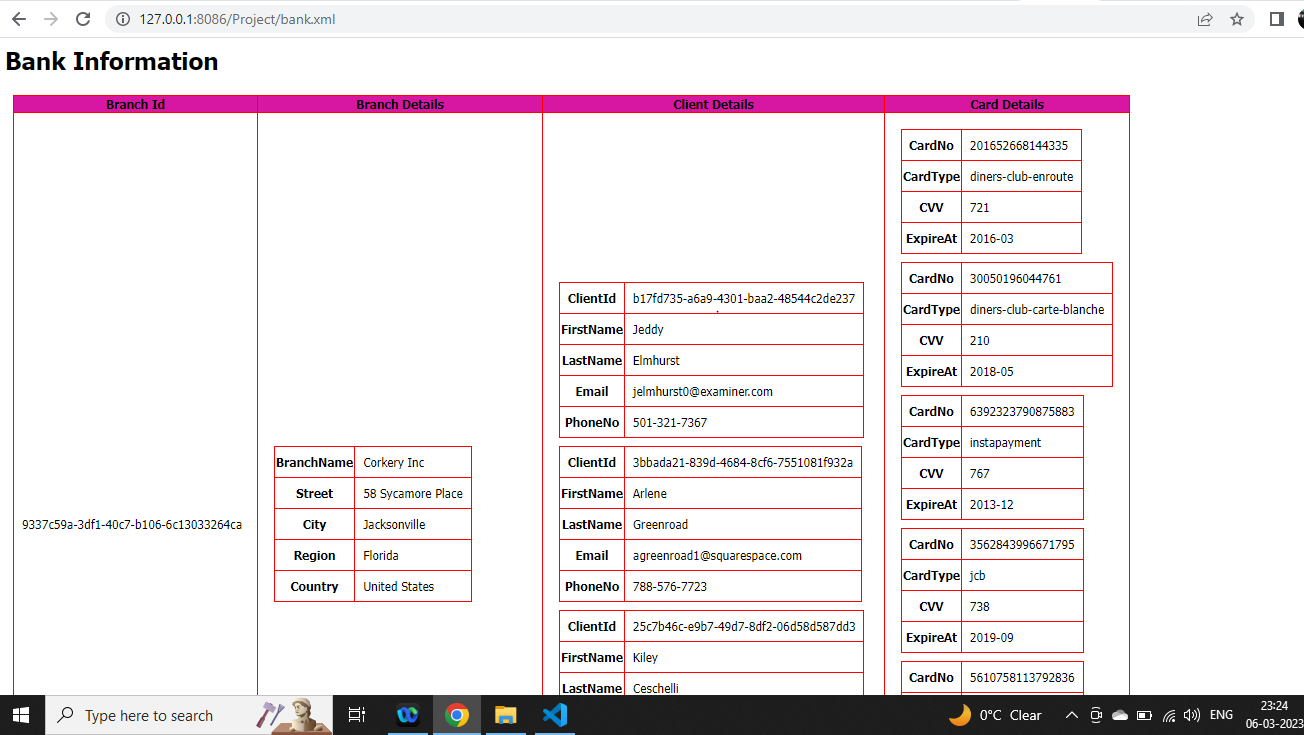 127.0.0.1:8086/Project/bank.xml
Bank Information
Branch Id Branch Details Client Details Card Details
9337c59a-3df1-40c7-b106-6c13033264ca
BranchName Corkery Inc
Street 58 Sycamore Place
City Jacksonville
Region Florida
Country United States
ClientId b17fd735-a6a9-4301-baa2-48544c2de237
FirstName Jeddy
LastName Elmhurst
Email jelmhurst0@examiner.com
PhoneNo 501-321-7367
ClientId 3bbada21-839d-4684-8cf6-7551081f932a
FirstName Arlene
LastName Greenroad
Email agreenroad1@squarespace.com
PhoneNo 788-576-7723
ClientId 25c7b46c-e9b7-49d7-8df2-06d58d587dd3
FirstName Kiley
LastName Ceschelli
CardNo 201652668144335
CardType diners-club-enroute
CVV 721
ExpireAt 2016-03
CardNo 30050196044761
CardType diners-club-carte-blanche
CVV 210
ExpireAt 2018-05
CardNo 6392323790875883
CardType instapayment
CVV 767
ExpireAt 2013-12
CardNo 3562843996671795
CardType jcb
CVV 738
ExpireAt 2019-09
CardNo 5610758113792836
Type here to search
0°C Clear
ENG
23:24
06-03-2023